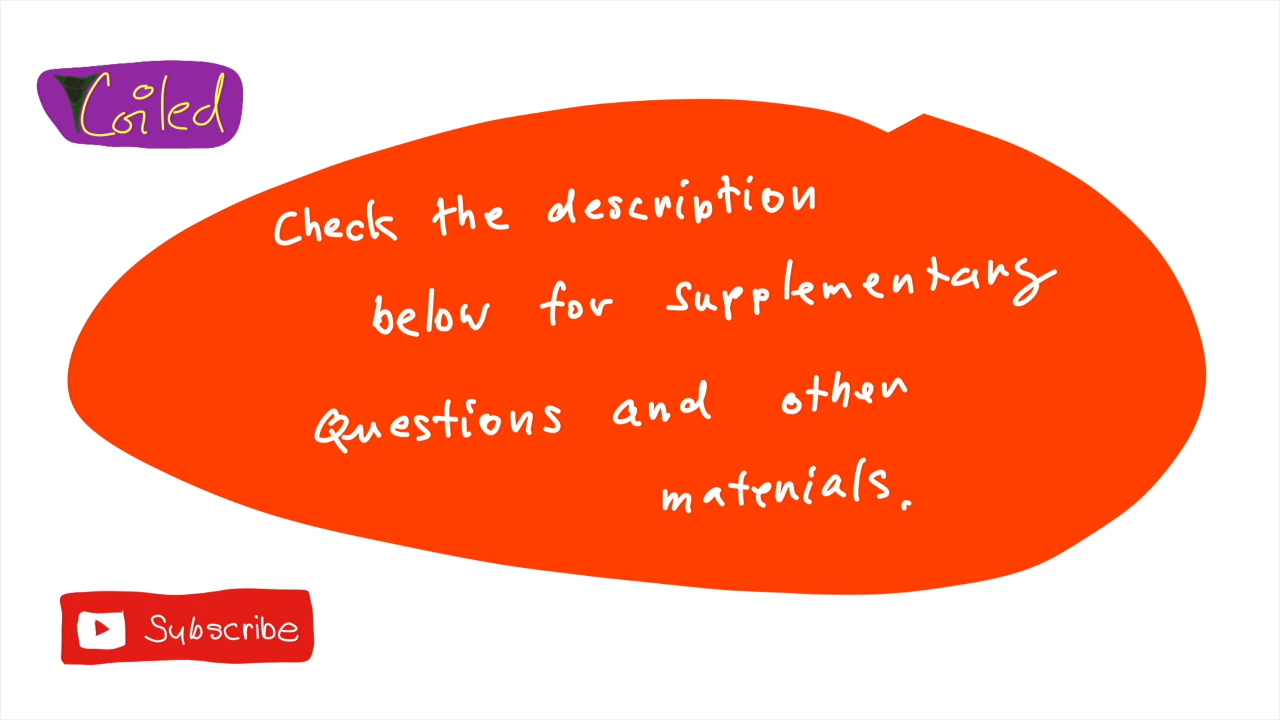 Coiled
Check the description
below for supplementary
Questions and other
materials.
Subscribe